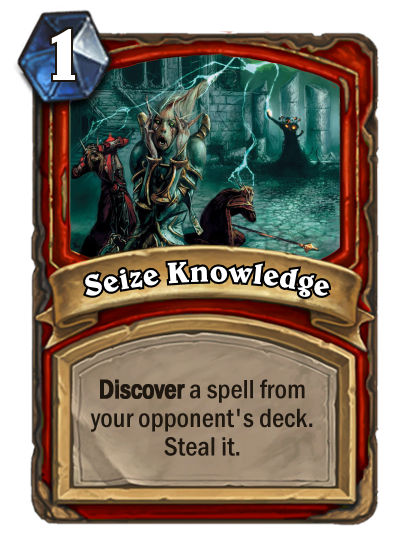 1
Seize Knowledge
Discover a spell from
your opponent's deck.
Steal it.